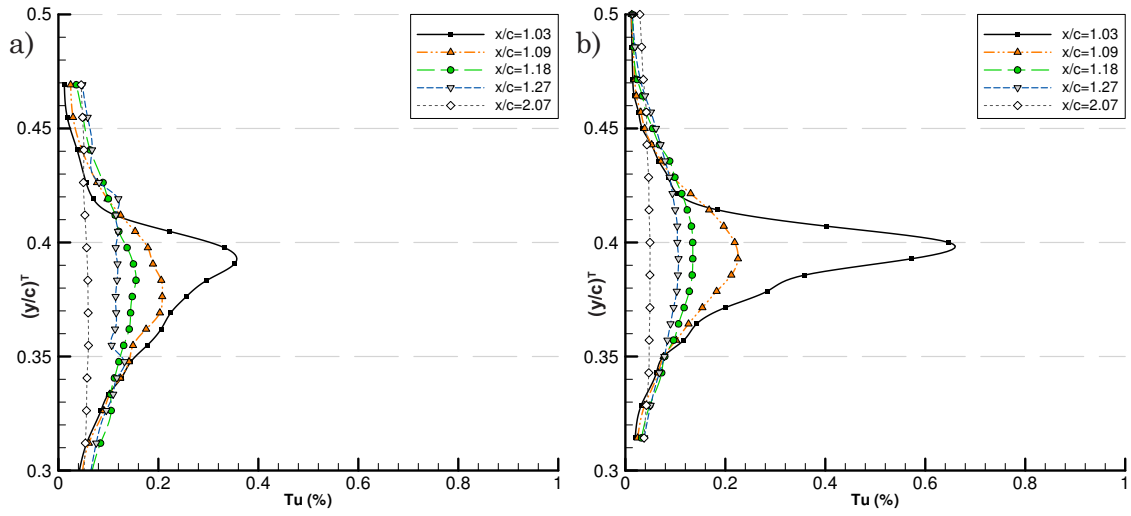 a)
0.5
0.45
0.4
0.35
0.3
(y/c)ᵀ
0
0.2
0.4
0.6
0.8
1
Tu (%)
x/c=1.03
x/c=1.09
x/c=1.18
x/c=1.27
x/c=2.07
b)
0.5
0.45
0.4
0.35
0.3
(y/c)ᵀ
0
0.2
0.4
0.6
0.8
1
Tu (%)
x/c=1.03
x/c=1.09
x/c=1.18
x/c=1.27
x/c=2.07